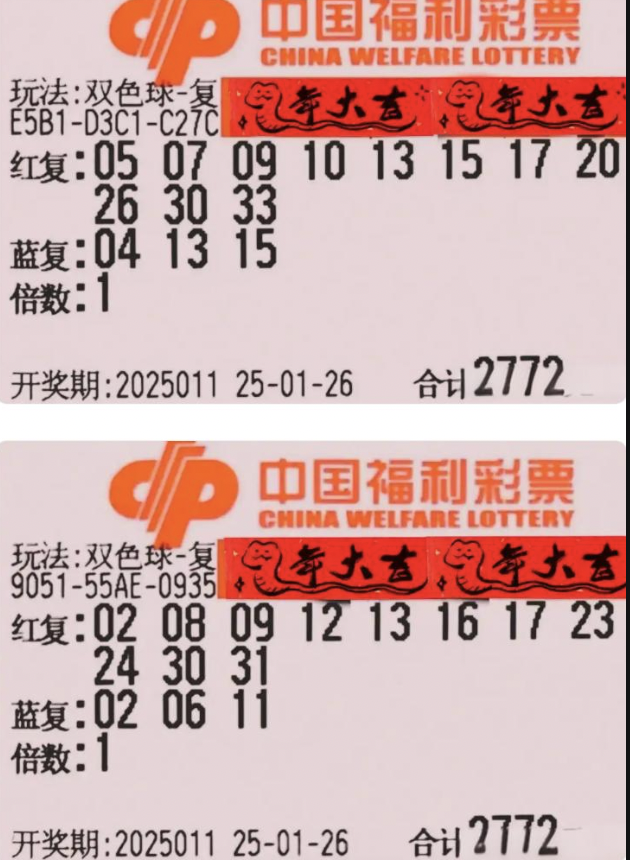 中国福利彩票
CHINA WELFARE LOTTERY
玩法:双色球-复
年大吉 年大吉
E5B1-D3C1-C27C
红复:05 07 09 10 13 15 17 20
26 30 33
蓝复:04 13 15
倍数:1
开奖期:2025011 25-01-26 合计2772
中国福利彩票
CHINA WELFARE LOTTERY
玩法:双色球-复
年大吉 年大吉
9051-55AE-0935
红复:02 08 09 12 13 16 17 23
24 30 31
蓝复:02 06 11
倍数:1
开奖期:2025011 25-01-26 合计2772